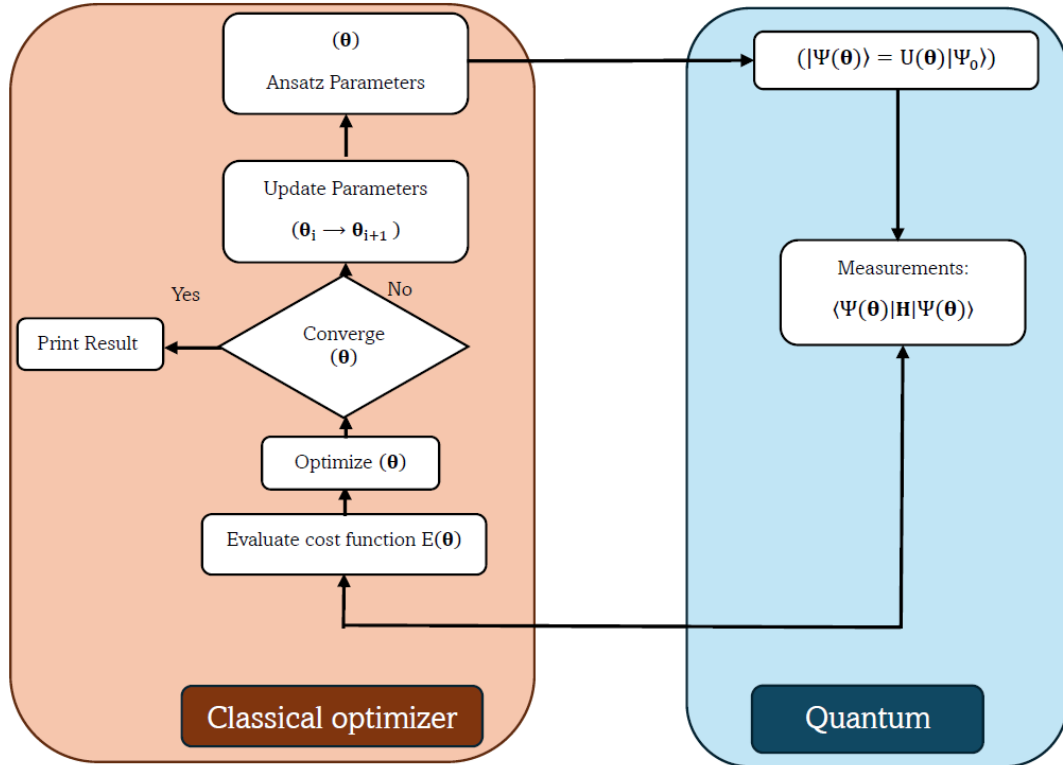 (θ)
Ansatz Parameters
(|Ψ(θ)⟩ = U(θ)|Ψ₀⟩)
Update Parameters
(θᵢ → θᵢ₊₁ )
Measurements:
⟨Ψ(θ)|H|Ψ(θ)⟩
Yes
No
Print Result
Converge
(θ)
Optimize (θ)
Evaluate cost function E(θ)
Classical optimizer
Quantum